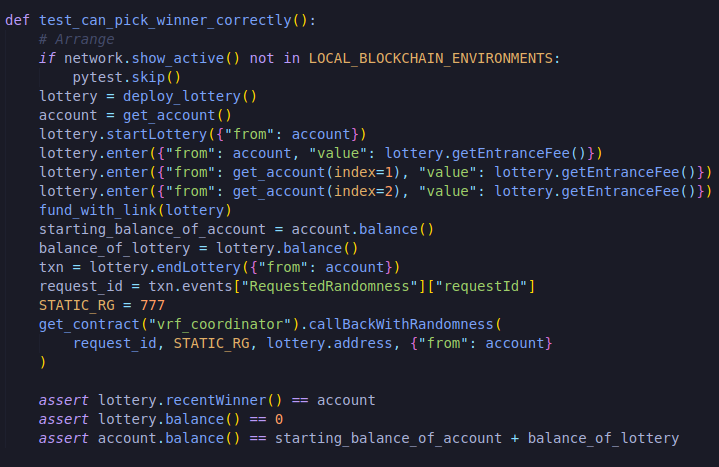 def test_can_pick_winner_correctly():
    # Arrange
    if network.show_active() not in LOCAL_BLOCKCHAIN_ENVIRONMENTS:
        pytest.skip()
    lottery = deploy_lottery()
    account = get_account()
    lottery.startLottery({"from": account})
    lottery.enter({"from": account, "value": lottery.getEntranceFee()})
    lottery.enter({"from": get_account(index=1), "value": lottery.getEntranceFee()})
    lottery.enter({"from": get_account(index=2), "value": lottery.getEntranceFee()})
    fund_with_link(lottery)
    starting_balance_of_account = account.balance()
    balance_of_lottery = lottery.balance()
    txn = lottery.endLottery({"from": account})
    request_id = txn.events["RequestedRandomness"]["requestId"]
    STATIC_RG = 777
    get_contract("vrf_coordinator").callBackWithRandomness(
        request_id, STATIC_RG, lottery.address, {"from": account}
    )

    assert lottery.recentWinner() == account
    assert lottery.balance() == 0
    assert account.balance() == starting_balance_of_account + balance_of_lottery